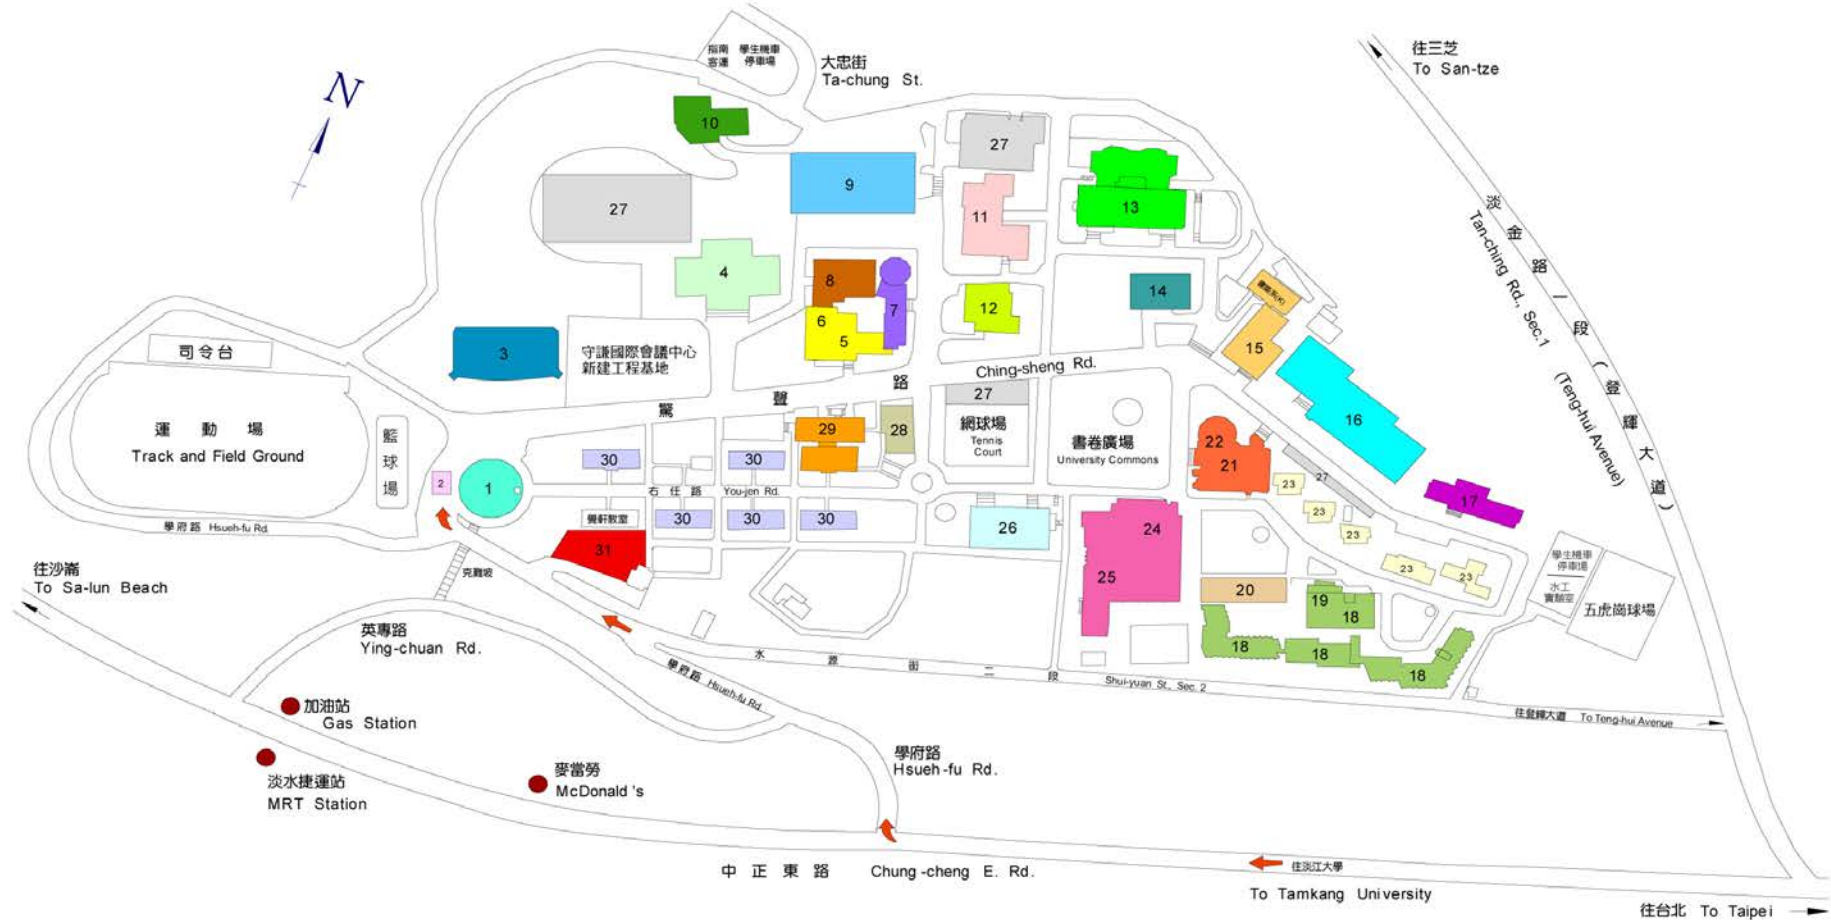 指南
客運
學生機車
停車場
大忠街
Ta-chung St.
往三芝
To San-tze
N
10
27
9
27
13
11
淡金路一段(登輝大道)
Tan-ching Rd., Sec.1 (Teng-hui Avenue)
4
8
7
14
12
6
5
15
3
守謙國際會議中心
新建工程基地
司令台
驚聲路
Ching-sheng Rd.
27
運動場
Track and Field Ground
籃球場
29
28
網球場
Tennis
Court
書卷廣場
University Commons
16
22
21
30
30
2
1
右任路 You-jen Rd.
23
27
17
23
23
學府路 Hsueh-fu Rd.
覺軒教室
30
30
30
26
24
31
克難坡
25
23
23
學生機車
停車場
水工
實驗室
五虎崗球場
往沙崙
To Sa-lun Beach
20
19
18
18
18
18
英專路
Ying-chuan Rd.
水源街二段 Shui-yuan St., Sec. 2
學府路 Hsueh-fu Rd.
往登輝大道 To Teng-hui Avenue
加油站
Gas Station
淡水捷運站
MRT Station
麥當勞
McDonald's
學府路
Hsueh-fu Rd.
中正東路 Chung-cheng E. Rd.
往淡江大學
To Tamkang University
往台北 To Taipei